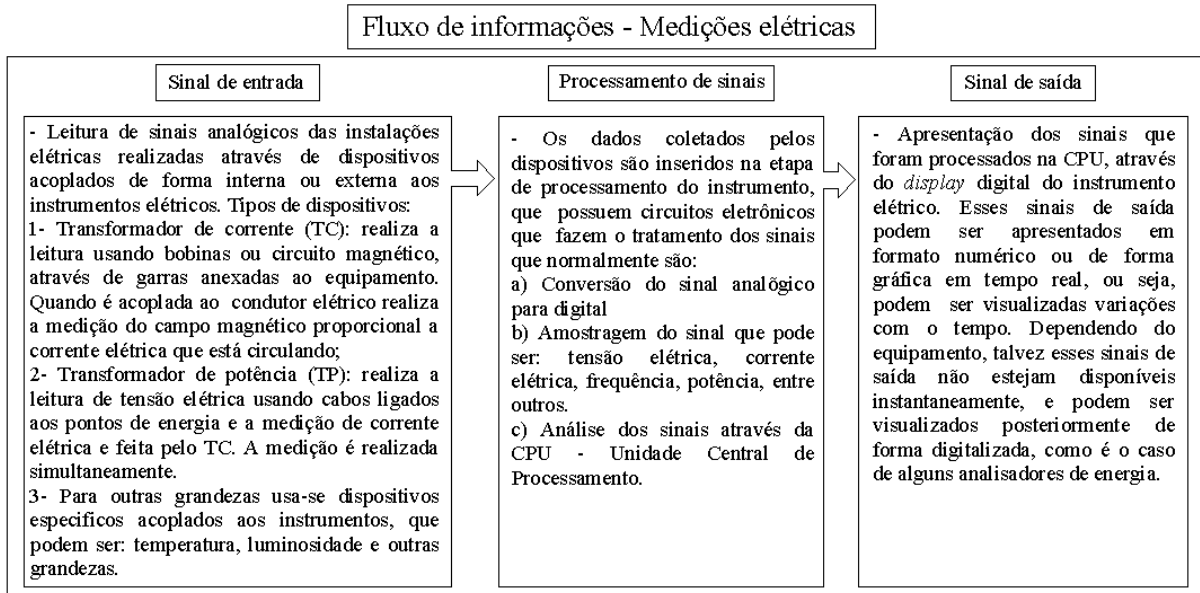 Fluxo de informações - Medições elétricas
Sinal de entrada
- Leitura de sinais analógicos das instalações
elétricas realizadas através de dispositivos
acoplados de forma interna ou externa aos
instrumentos elétricos. Tipos de dispositivos:
1- Transformador de corrente (TC): realiza a
leitura usando bobinas ou circuito magnético,
através de garras anexadas ao equipamento.
Quando é acoplada ao condutor elétrico realiza
a medição do campo magnético proporcional a
corrente elétrica que está circulando;
2- Transformador de potência (TP): realiza a
leitura de tensão elétrica usando cabos ligados
aos pontos de energia e a medição de corrente
elétrica e feita pelo TC. A medição é realizada
simultaneamente.
3- Para outras grandezas usa-se dispositivos
especificos acoplados aos instrumentos, que
podem ser: temperatura, luminosidade e outras
grandezas.
Processamento de sinais
- Os dados coletados pelos
dispositivos são inseridos na etapa
de processamento do instrumento,
que possuem circuitos eletrônicos
que fazem o tratamento dos sinais
que normalmente são:
a) Conversão do sinal analógico
para digital
b) Amostragem do sinal que pode
ser: tensão elétrica, corrente
elétrica, frequência, potência, entre
outros.
c) Análise dos sinais através da
CPU - Unidade Central de
Processamento.
Sinal de saída
- Apresentação dos sinais que
foram processados na CPU, através
do display digital do instrumento
elétrico. Esses sinais de saída
podem ser apresentados em
formato numérico ou de forma
gráfica em tempo real, ou seja,
podem ser visualizadas variações
com o tempo. Dependendo do
equipamento, talvez esses sinais de
saída não estejam disponíveis
instantaneamente, e podem ser
visualizados posteriormente de
forma digitalizada, como é o caso
de alguns analisadores de energia.